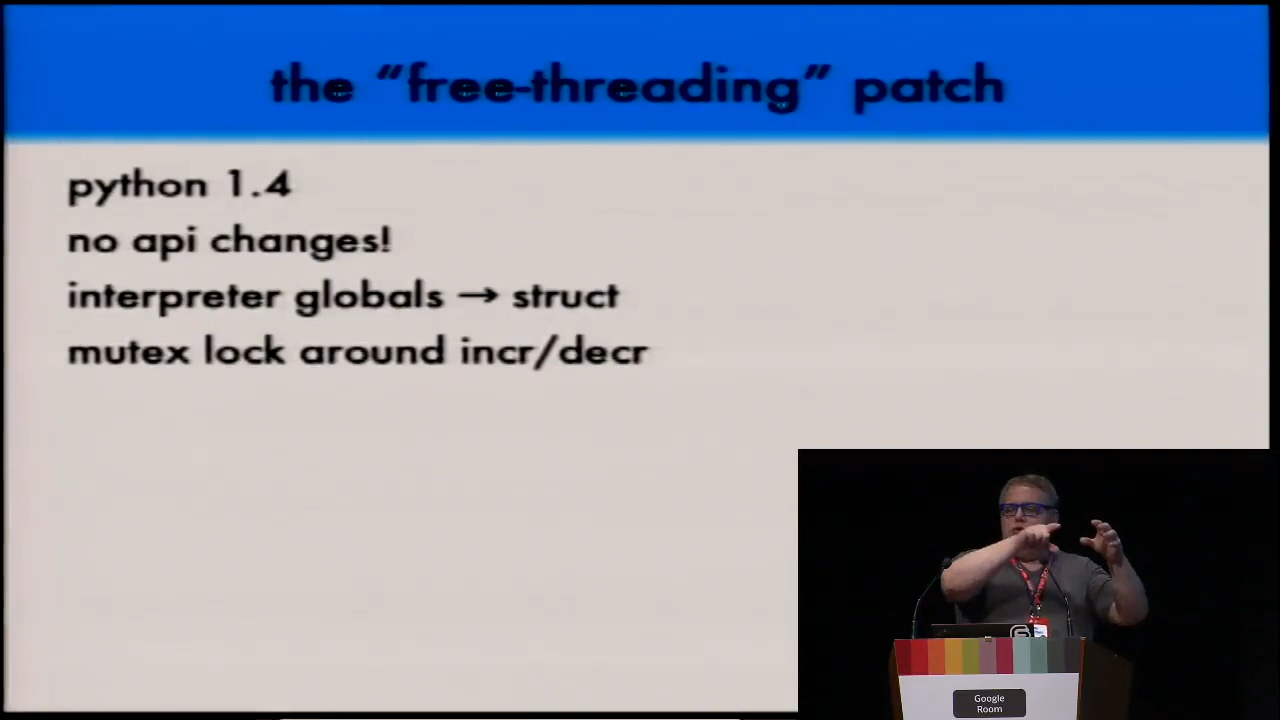 the “free-threading” patch
python 1.4
no api changes!
interpreter globals → struct
mutex lock around incr/decr
Google
Room